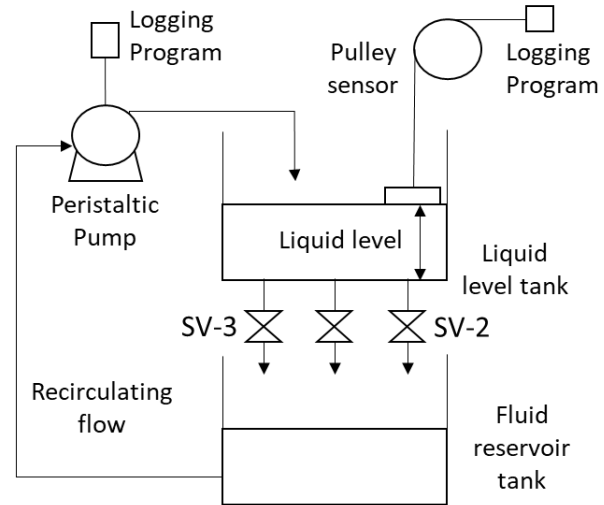 Logging
Program
Pulley
sensor
Logging
Program
Peristaltic
Pump
Liquid level
Liquid
level tank
SV-3
SV-2
Recirculating
flow
Fluid
reservoir
tank